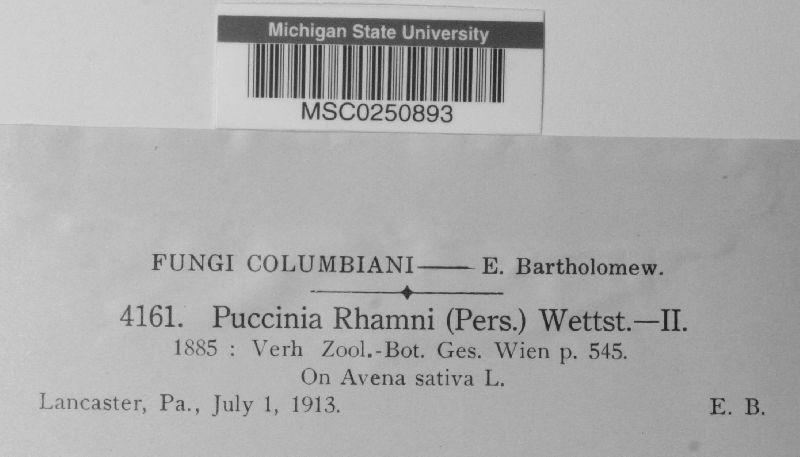 Michigan State University
MSC0250893
FUNGI COLUMBIANI—— E. Bartholomew.
4161. Puccinia Rhamni (Pers.) Wettst.—II.
1885 : Verh Zool.-Bot. Ges. Wien p. 545.
On Avena sativa L.
Lancaster, Pa., July 1, 1913. E. B.